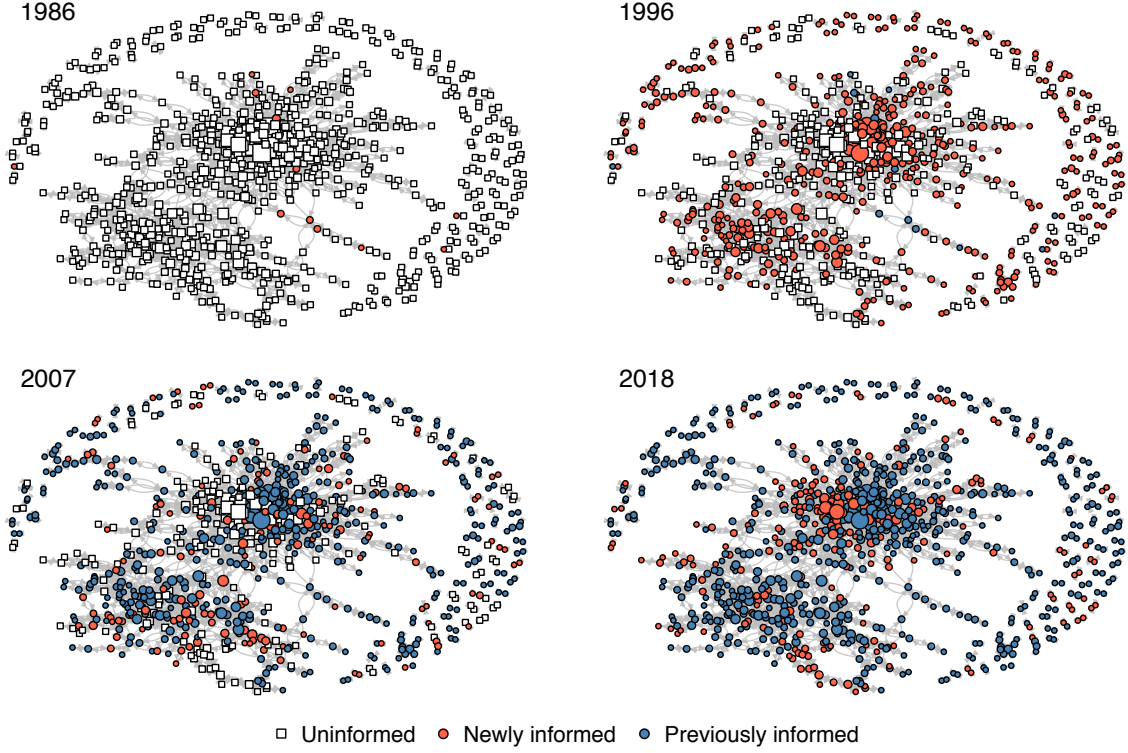 1986
1996
2007
2018
Uninformed
Newly informed
Previously informed